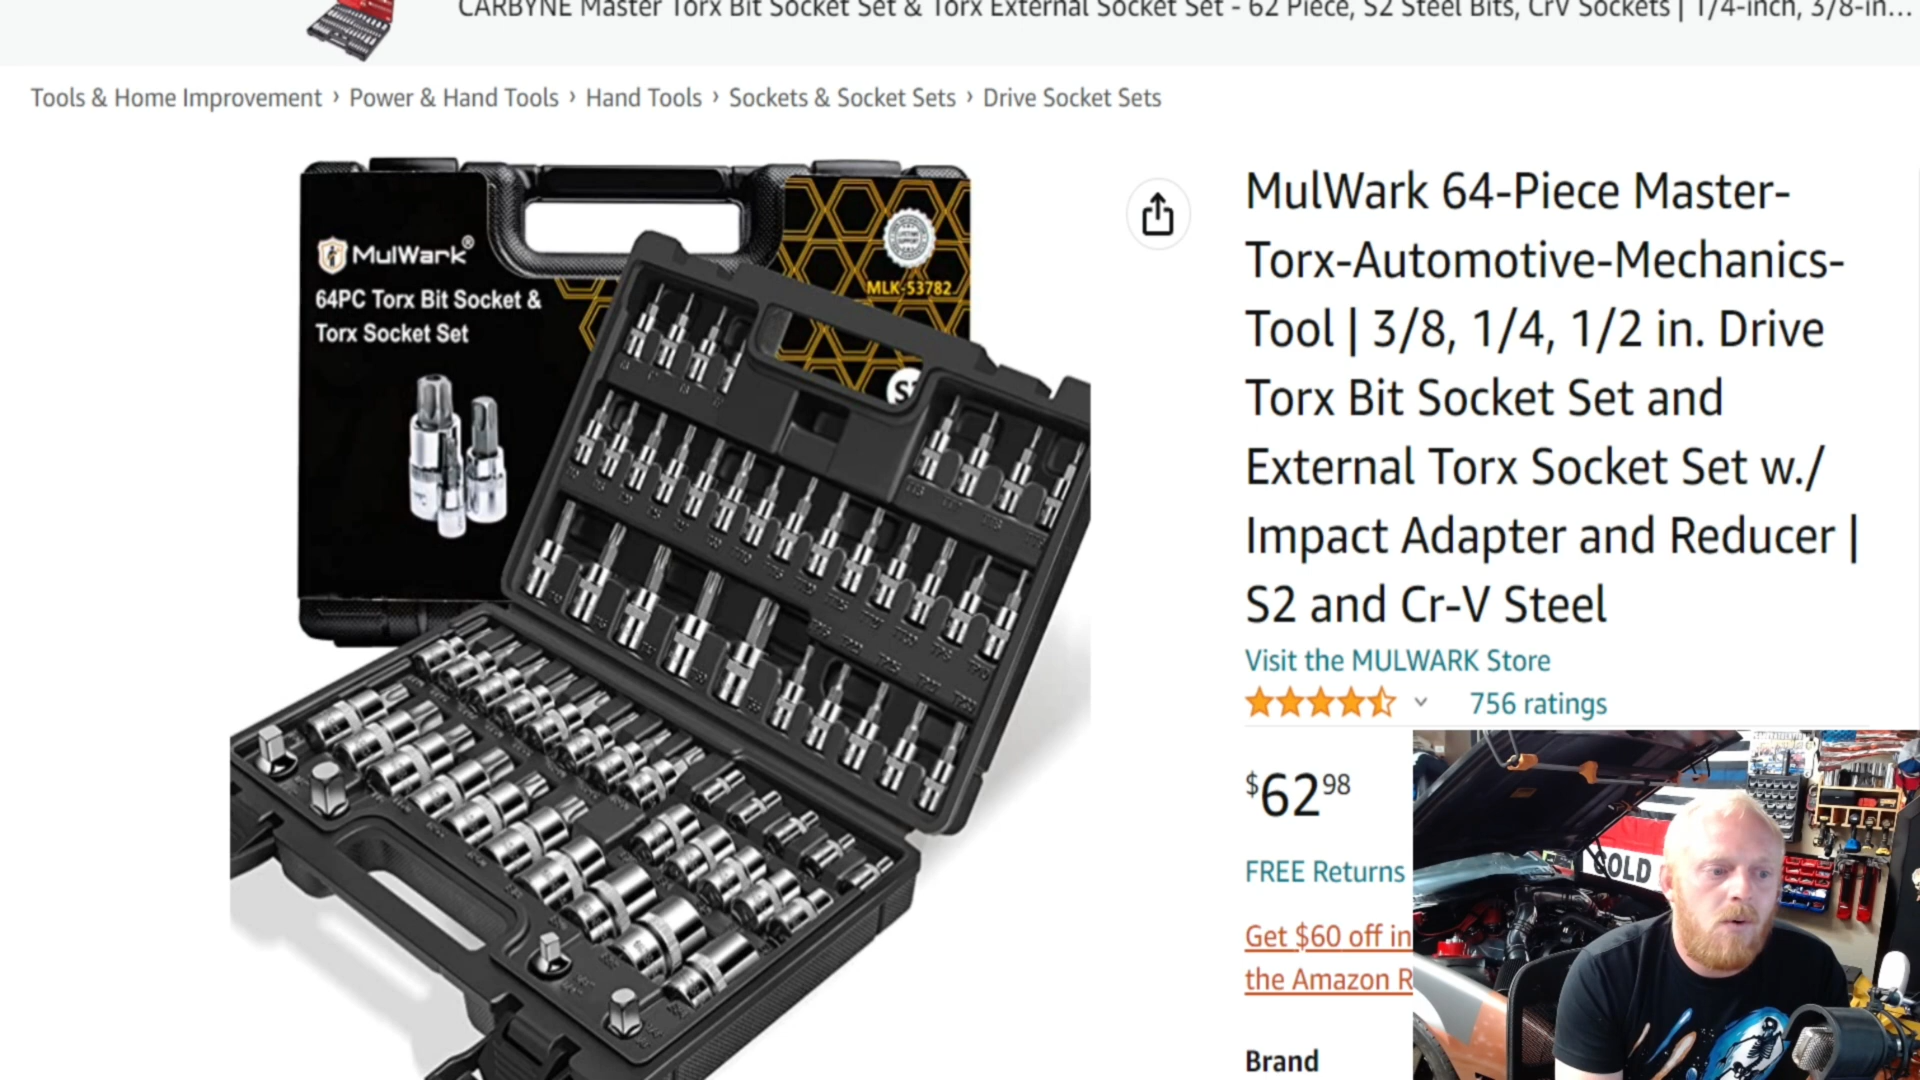 CARBYNE Master Torx Bit Socket Set & Torx External Socket Set - 62 Piece, S2 Steel Bits, CrV Sockets | 1/4-inch, 3/8-in...
Tools & Home Improvement › Power & Hand Tools › Hand Tools › Sockets & Socket Sets › Drive Socket Sets
MulWark®
64PC Torx Bit Socket &
Torx Socket Set
MLK-53782
MulWark 64-Piece Master-
Torx-Automotive-Mechanics-
Tool | 3/8, 1/4, 1/2 in. Drive
Torx Bit Socket Set and
External Torx Socket Set w./
Impact Adapter and Reducer |
S2 and Cr-V Steel
Visit the MULWARK Store
756 ratings
$62 98
FREE Returns
Get $60 off in
the Amazon R
Brand
COLD